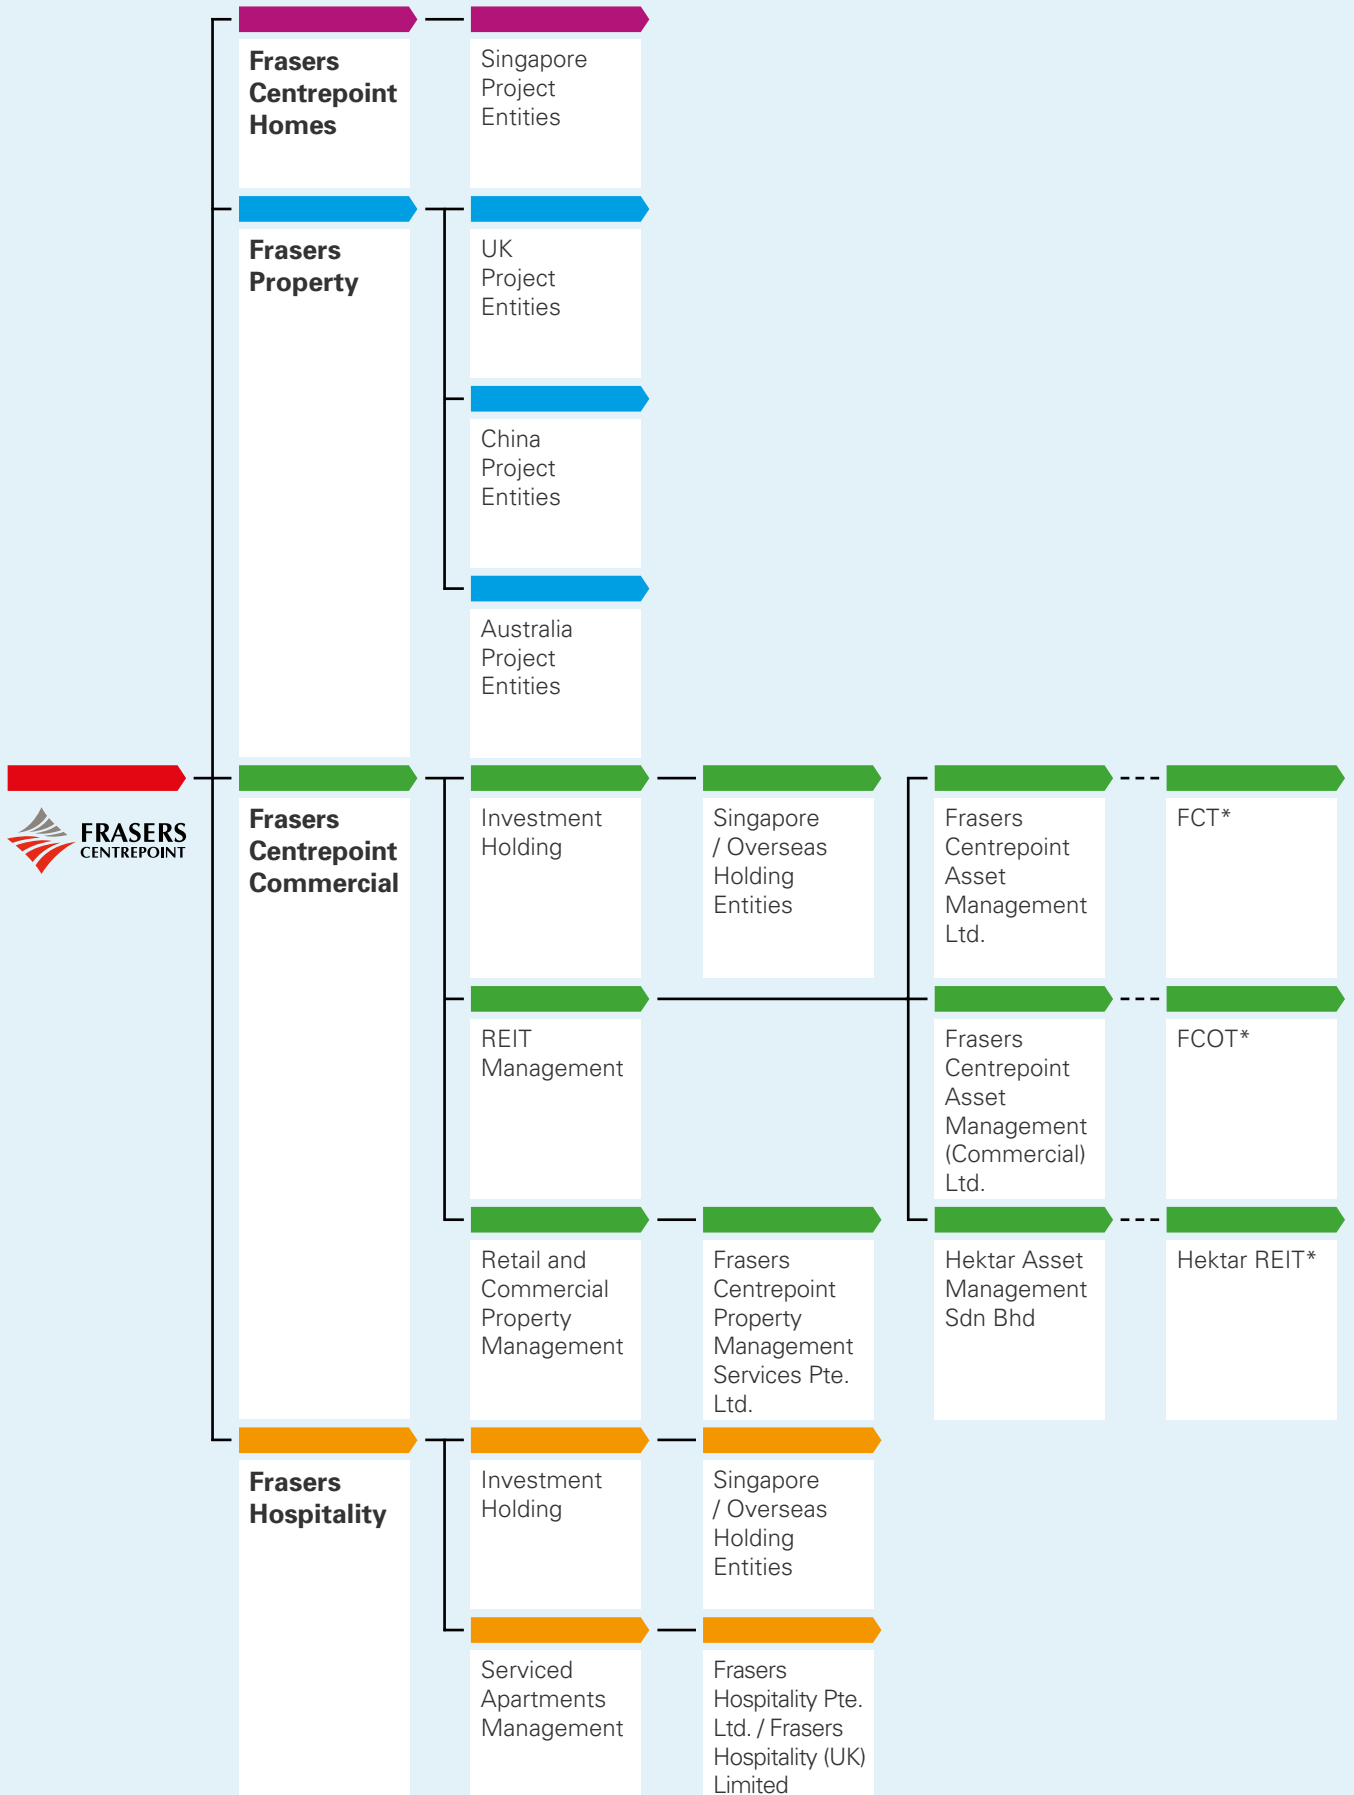 Frasers
Centrepoint
Homes
Singapore
Project
Entities
Frasers
Property
UK
Project
Entities
China
Project
Entities
Australia
Project
Entities
FRASERS
CENTREPOINT
Frasers
Centrepoint
Commercial
Investment
Holding
Singapore
/ Overseas
Holding
Entities
Frasers
Centrepoint
Asset
Management
Ltd.
FCT*
REIT
Management
Frasers
Centrepoint
Asset
Management
(Commercial)
Ltd.
FCOT*
Retail and
Commercial
Property
Management
Frasers
Centrepoint
Property
Management
Services Pte.
Ltd.
Hektar Asset
Management
Sdn Bhd
Hektar REIT*
Frasers
Hospitality
Investment
Holding
Singapore
/ Overseas
Holding
Entities
Serviced
Apartments
Management
Frasers
Hospitality Pte.
Ltd. / Frasers
Hospitality (UK)
Limited